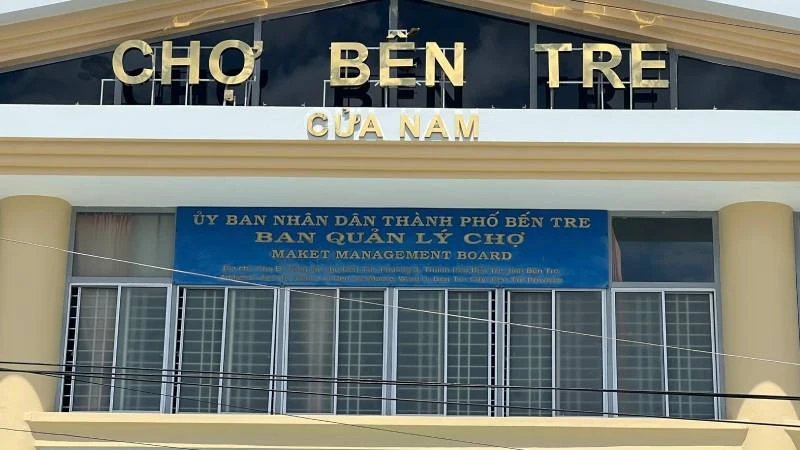 CHỢ BẾN TRE
CỬA NAM
ỦY BAN NHÂN DÂN THÀNH PHỐ BẾN TRE
BAN QUẢN LÝ CHỢ
MAKET MANAGEMENT BOARD